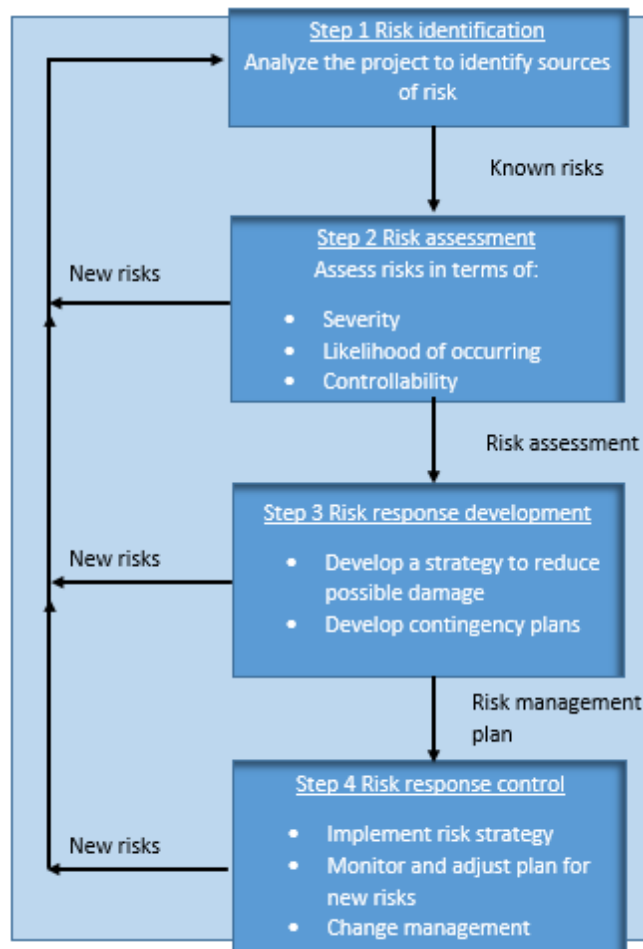 Step 1 Risk identification
Analyze the project to identify sources
of risk
Known risks
Step 2 Risk assessment
Assess risks in terms of:
• Severity
• Likelihood of occurring
• Controllability
New risks
Risk assessment
Step 3 Risk response development
• Develop a strategy to reduce
possible damage
• Develop contingency plans
New risks
Risk management
plan
Step 4 Risk response control
• Implement risk strategy
• Monitor and adjust plan for
new risks
• Change management
New risks